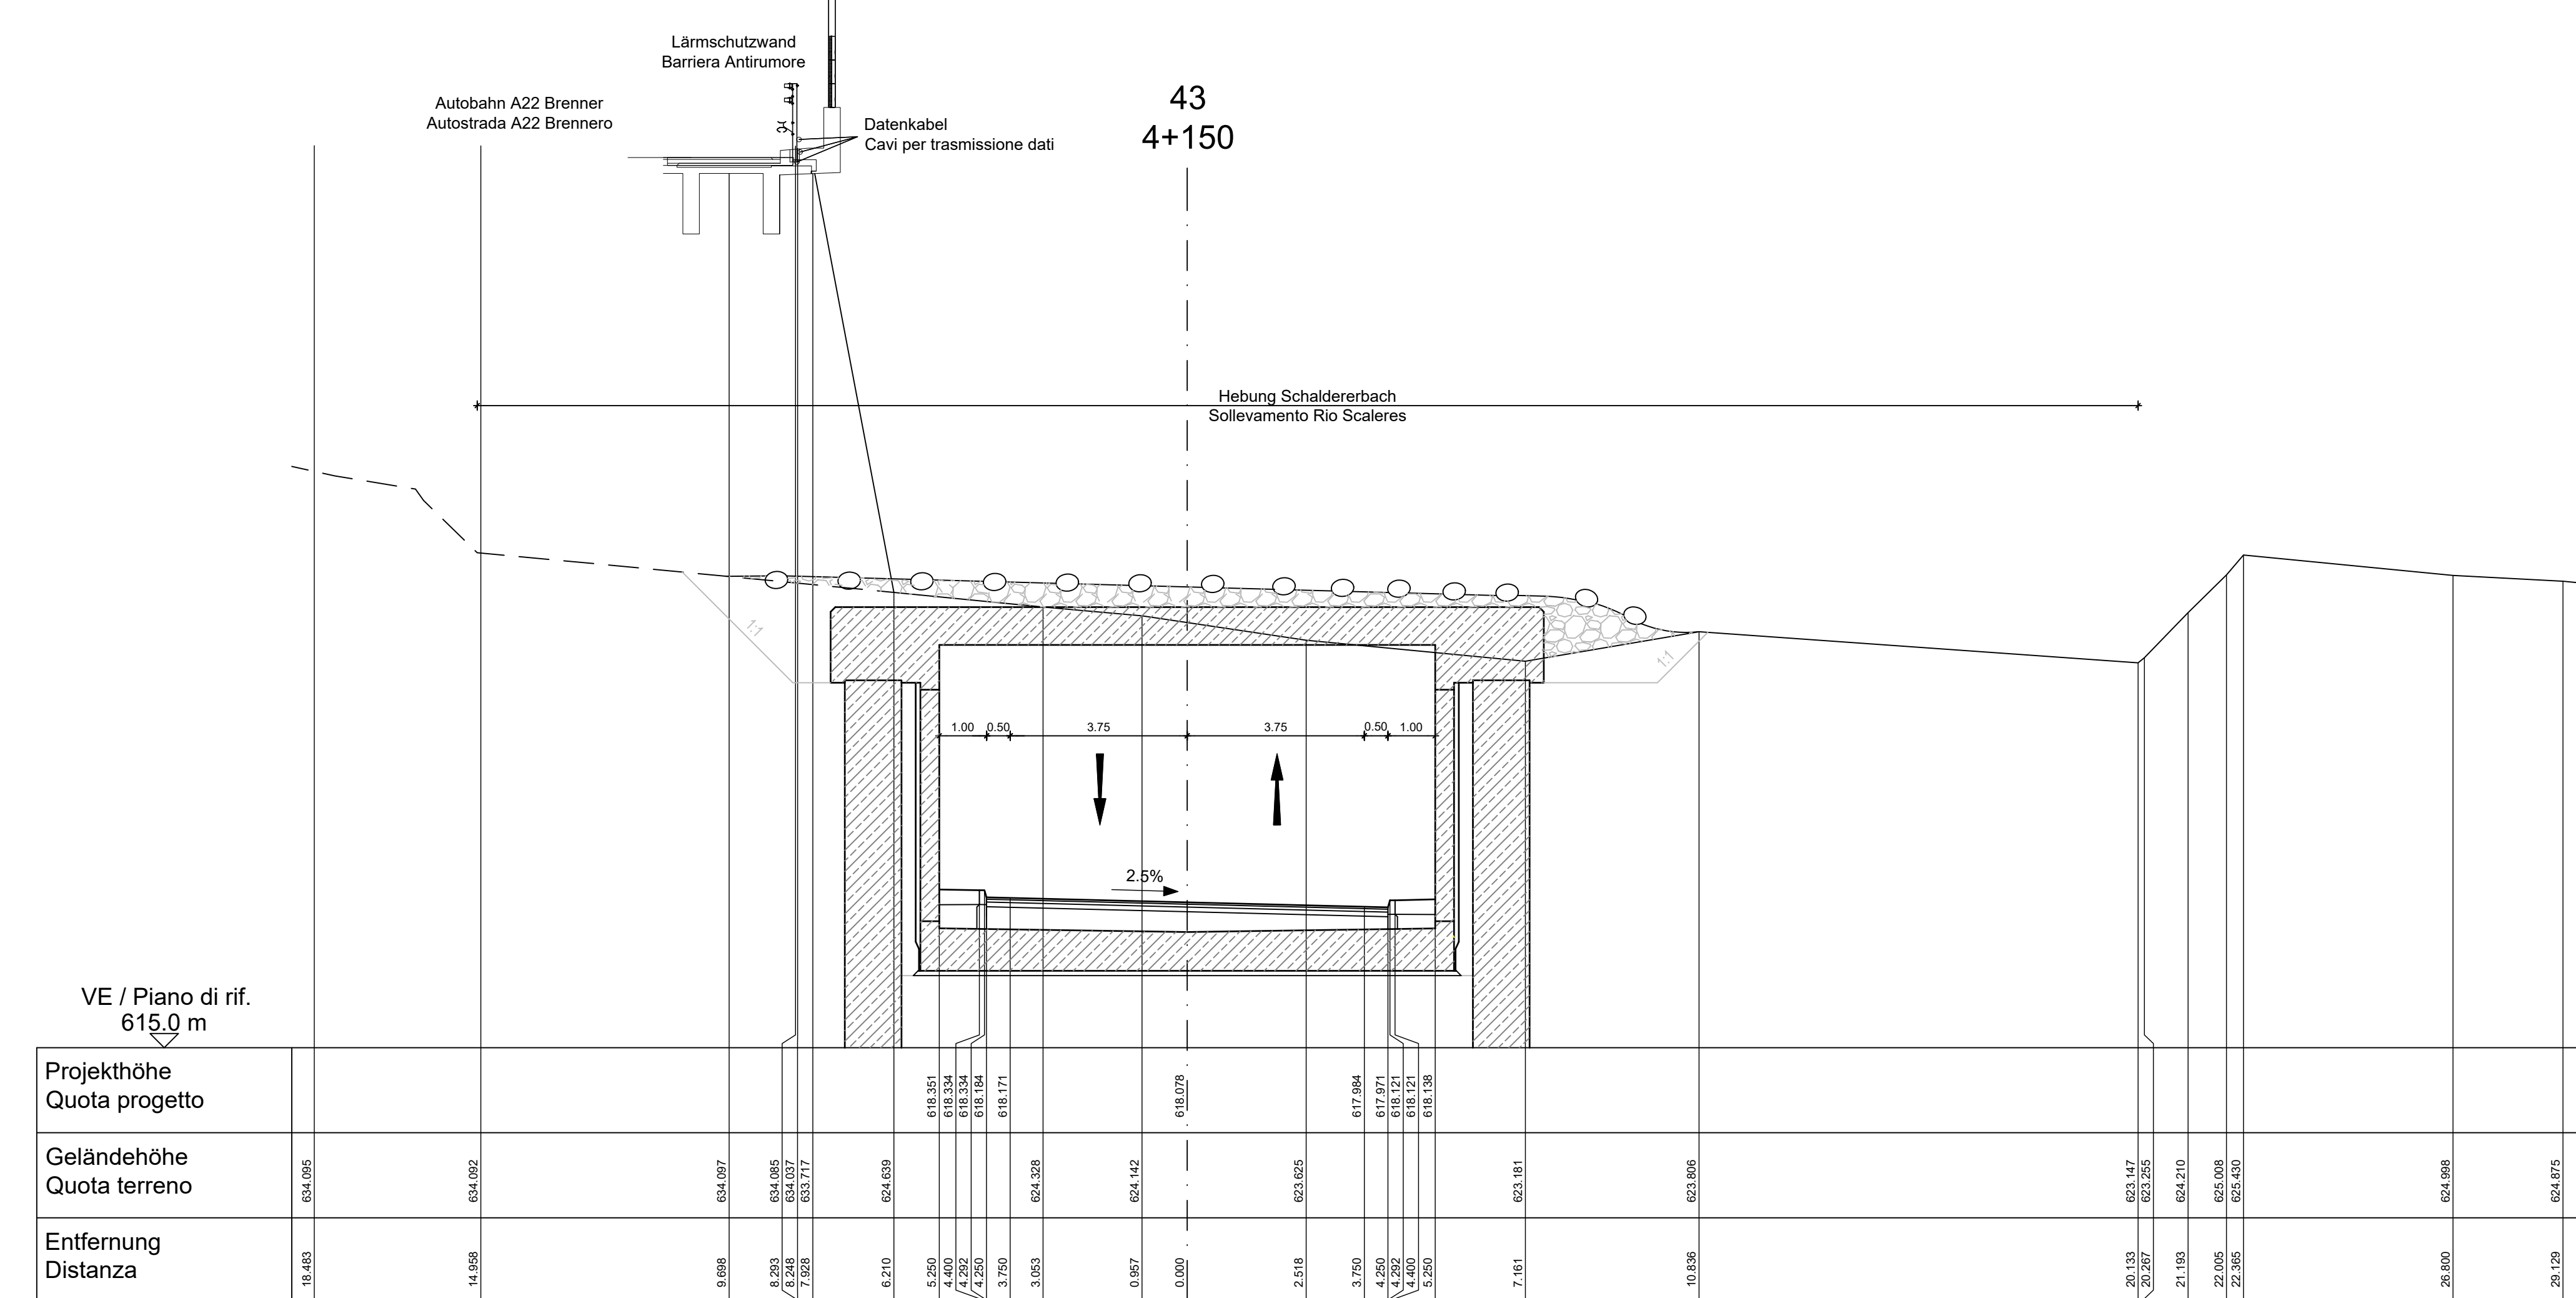 Lärmschutzwand
Barriera Antirumore
Autobahn A22 Brenner
Autostrada A22 Brennero
Datenkabel
Cavi per trasmissione dati
43
4+150
Hebung Schaldererbach
Sollevamento Rio Scaleres
1:1
1:1
1.00 0.50 3.75 3.75 0.50 1.00
2.5%
VE / Piano di rif.
615.0 m
Projekthöhe
Quota progetto
618.351 618.334 618.334 618.184 618.171 618.078 617.984 617.971 618.121 618.121 618.138
Geländehöhe
Quota terreno
634.095 634.092 634.097 634.085 634.037 633.717 624.639 624.328 624.142 623.625 623.181 623.806 623.147 623.255 624.210 625.008 625.430 624.998 624.875
Entfernung
Distanza
18.483 14.958 9.698 8.293 8.248 7.928 6.210 5.250 4.400 4.292 4.250 3.750 3.053 0.957 0.000 2.518 3.750 4.250 4.292 4.400 5.250 7.161 10.836 20.133 20.267 21.193 22.005 22.365 26.800 29.129